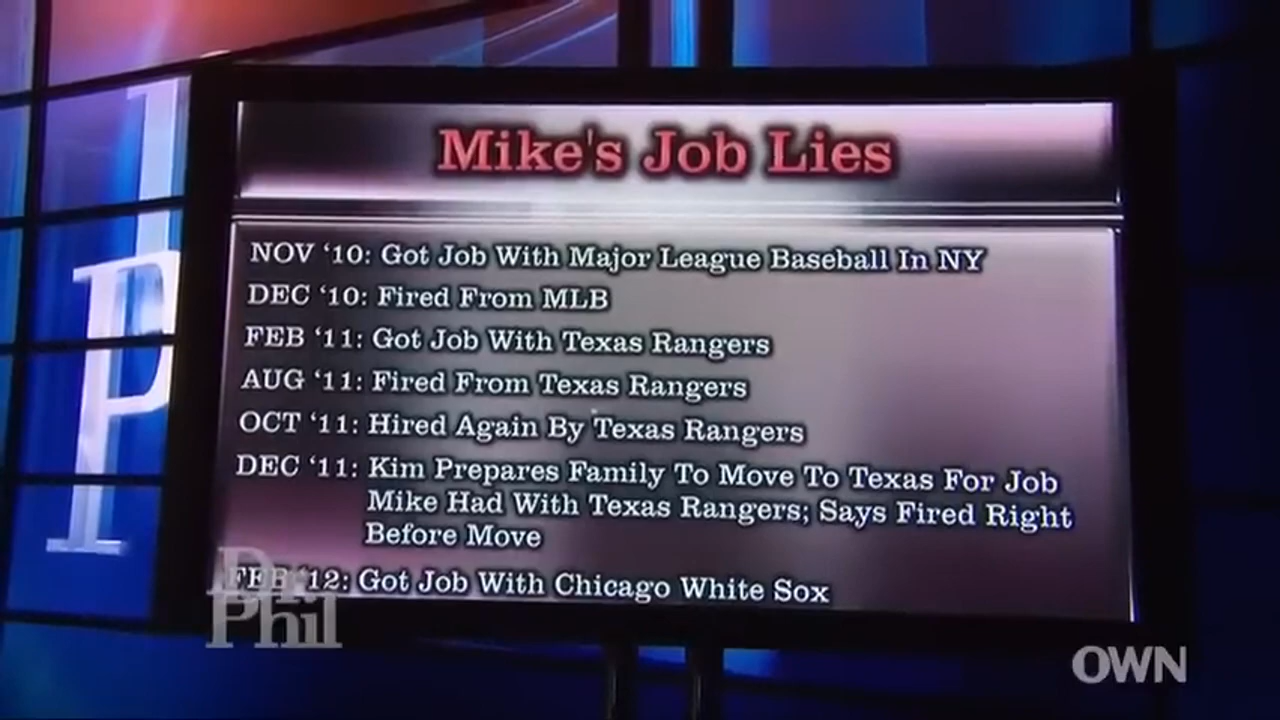 Mike's Job Lies
NOV '10: Got Job With Major League Baseball In NY
DEC '10: Fired From MLB
FEB '11: Got Job With Texas Rangers
AUG '11: Fired From Texas Rangers
OCT '11: Hired Again By Texas Rangers
DEC '11: Kim Prepares Family To Move To Texas For Job
Mike Had With Texas Rangers; Says Fired Right
Before Move
FEB '12: Got Job With Chicago White Sox
Dr.
Phil
OWN
P